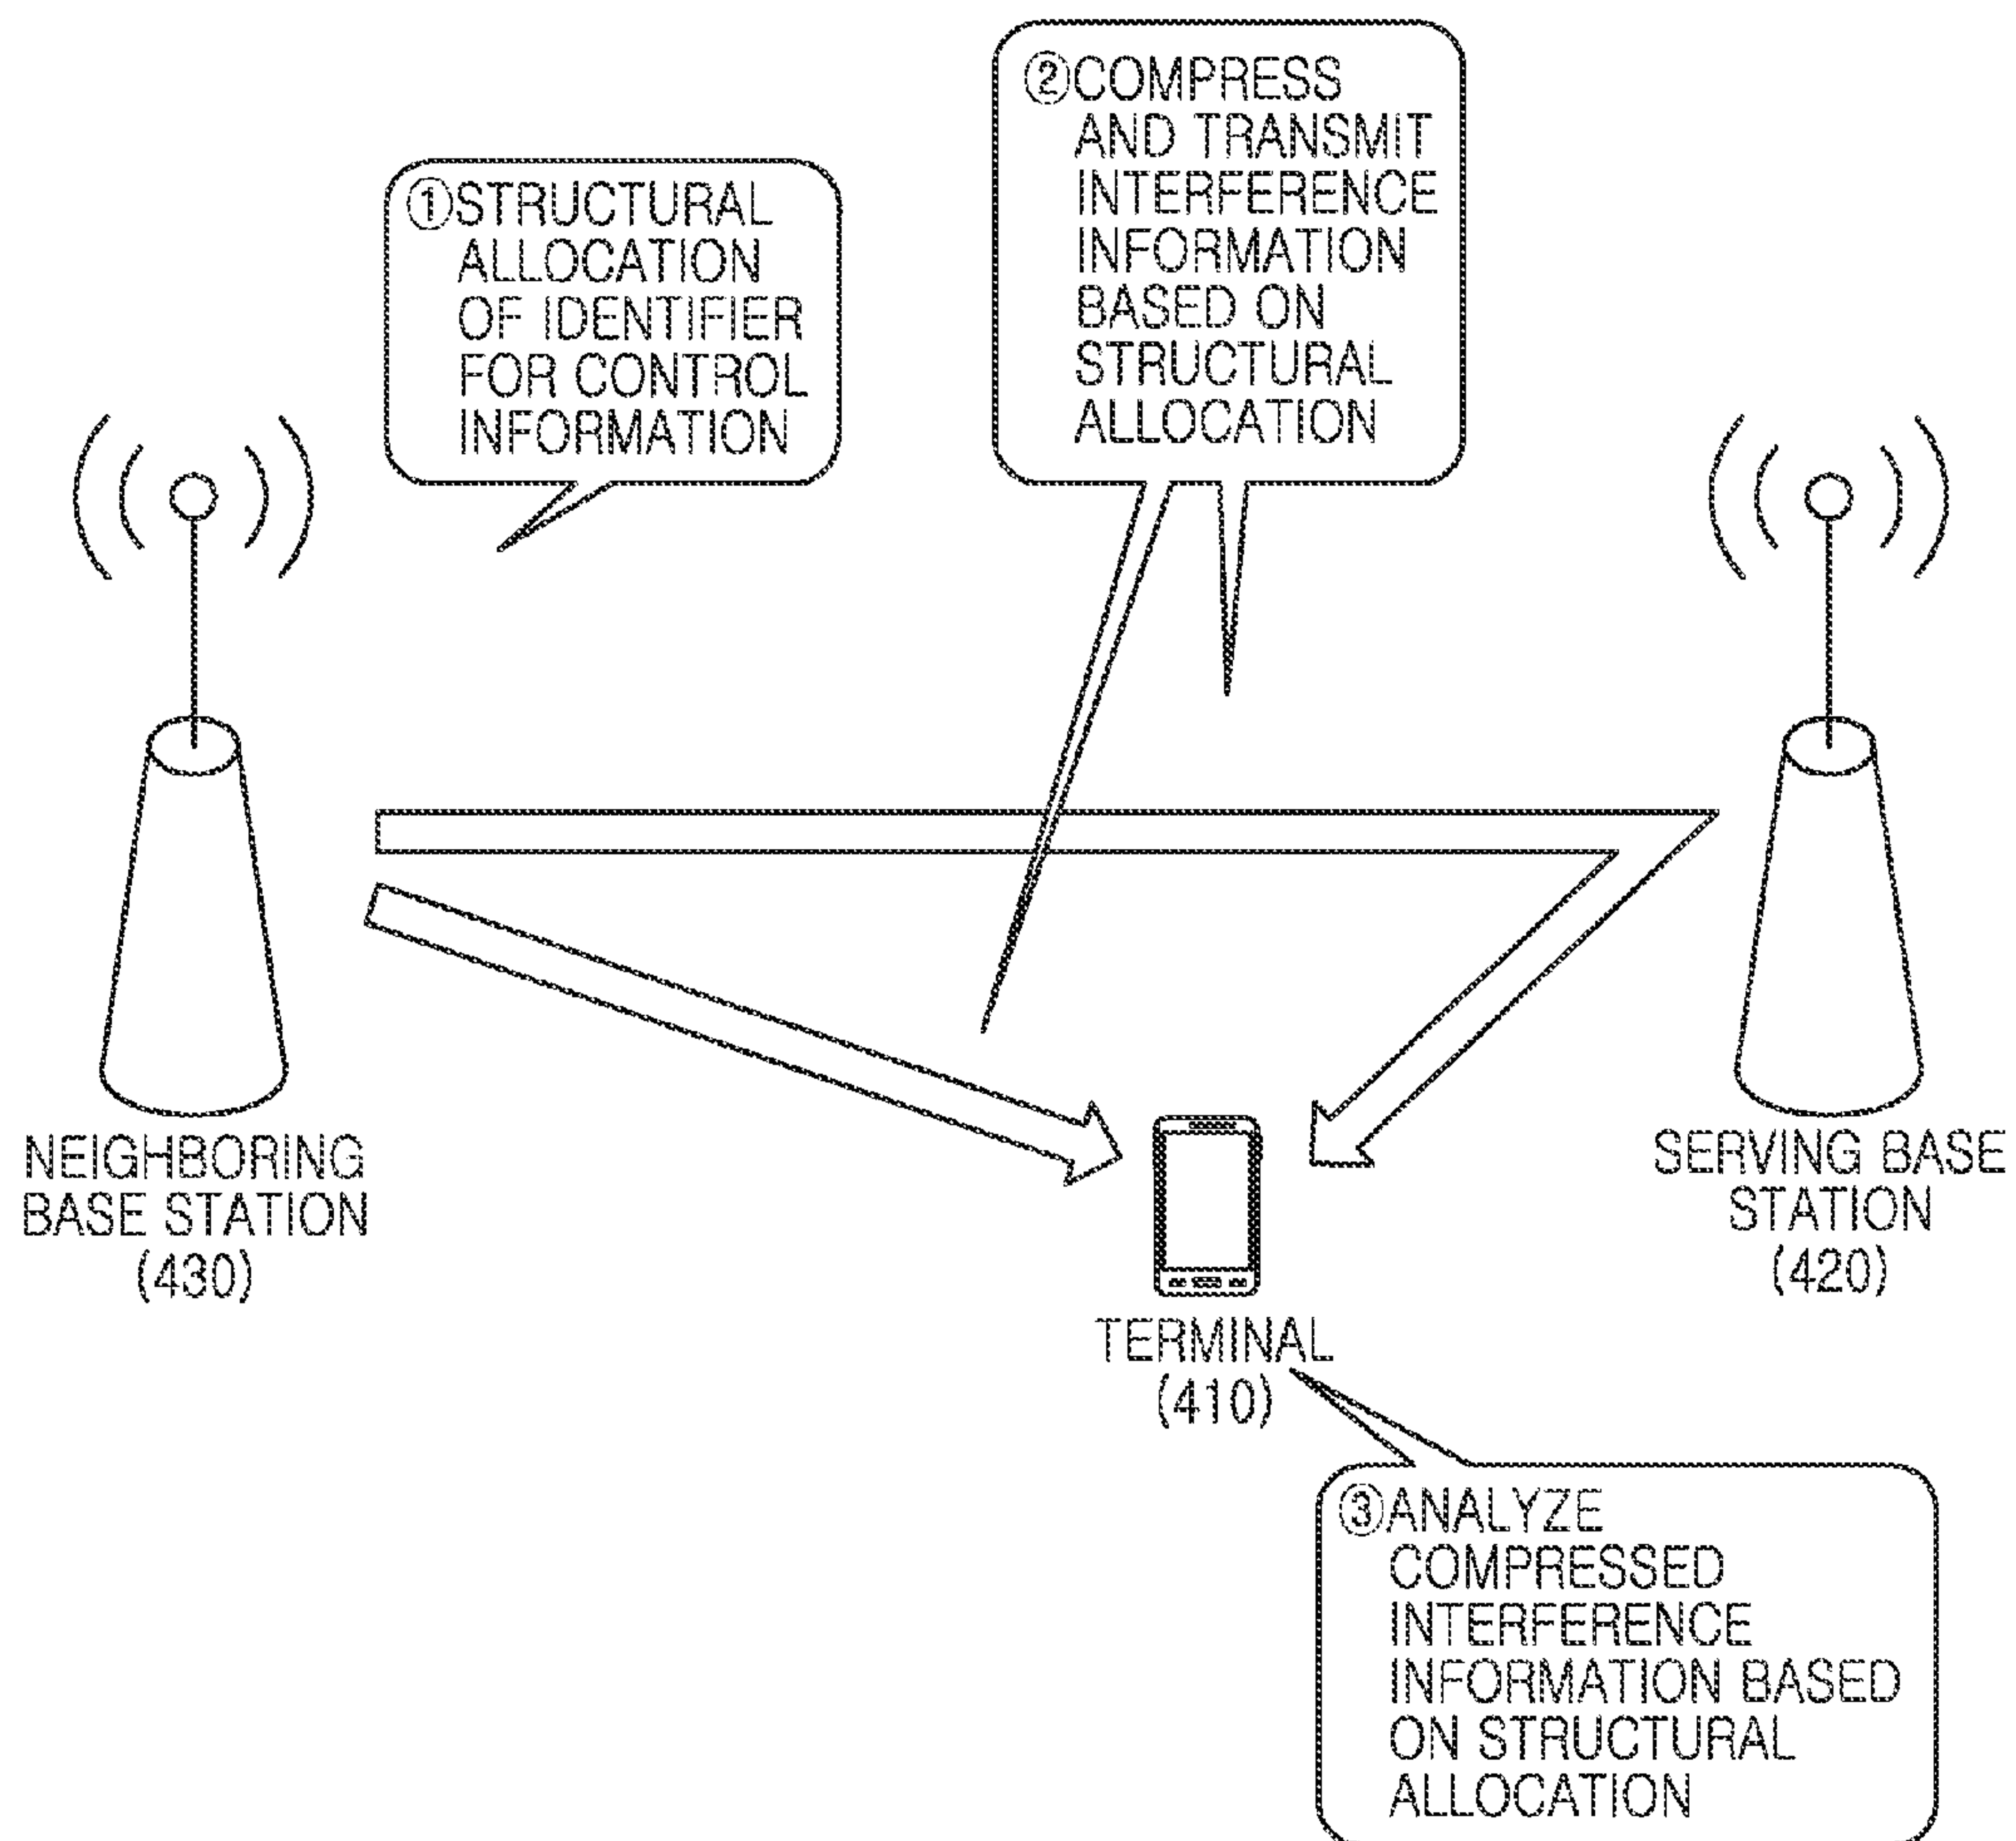 ①STRUCTURAL
ALLOCATION
OF IDENTIFIER
FOR CONTROL
INFORMATION
②COMPRESS
AND TRANSMIT
INTERFERENCE
INFORMATION
BASED ON
STRUCTURAL
ALLOCATION
NEIGHBORING
BASE STATION
(430)
SERVING BASE
STATION
(420)
TERMINAL
(410)
③ANALYZE
COMPRESSED
INTERFERENCE
INFORMATION BASED
ON STRUCTURAL
ALLOCATION